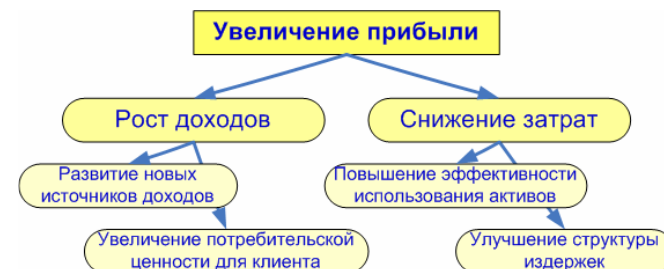 Увеличение прибыли
Рост доходов
Снижение затрат
Развитие новых
источников доходов
Повышение эффективности
использования активов
Увеличение потребительской
ценности для клиента
Улучшение структуры
издержек